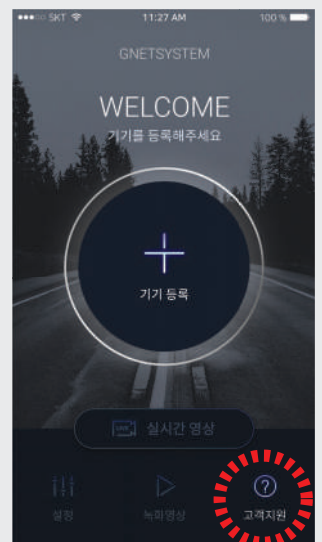 SKT 11:27 AM 100 %
GNETSYSTEM
WELCOME
기기를 등록해주세요
기기 등록
LIVE 실시간 영상
설정 녹화영상 고객지원